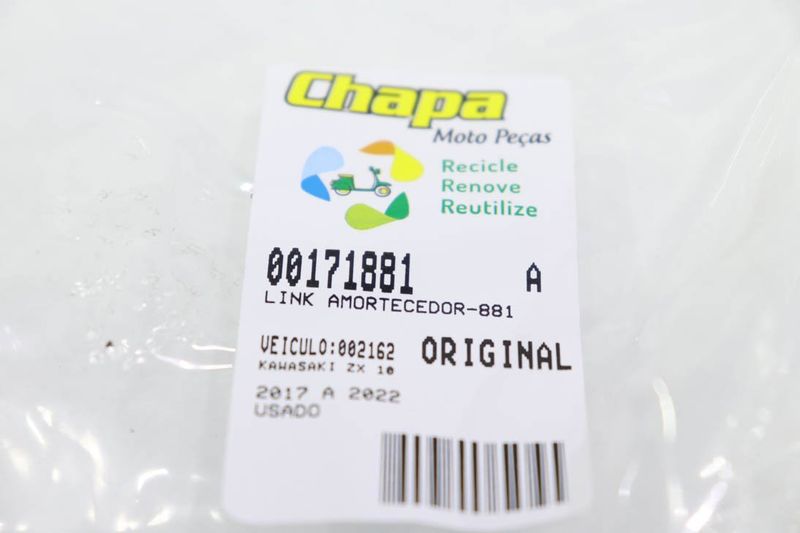 Chapa
Moto Peças
Recicle
Renove
Reutilize
00171881 A
LINK AMORTECEDOR-881
VEICULO:002162 ORIGINAL
KAWASAKI ZX 10
2017 A 2022
USADO